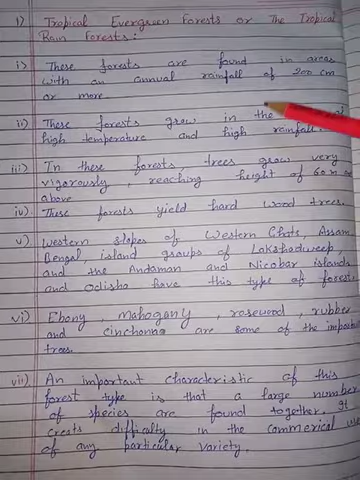 1) Tropical Evergreen Forests or The Tropical
Rain Forests:
i) These forests are found in areas
with an annual rainfall of 200 cm
or more.
ii) These forests grow in the
high temperature and high rainfall.
iii) In these forests trees grow very
vigorously, reaching height of 60 m
above
iv) These forests yield hard wood trees.
v) Western slopes of Western Ghats, Assam,
Bengal, island groups of Lakshadweep,
and the Andaman and Nicobar islands
and Odisha have this type of forest.
vi) Ebony, mahogany, rosewood, rubber
and cinchonna are some of the important
trees.
vii) An important characteristic of this
forest type is that a large number
of species are found together. It
crests difficlty in the commerical use
of any particular variety.